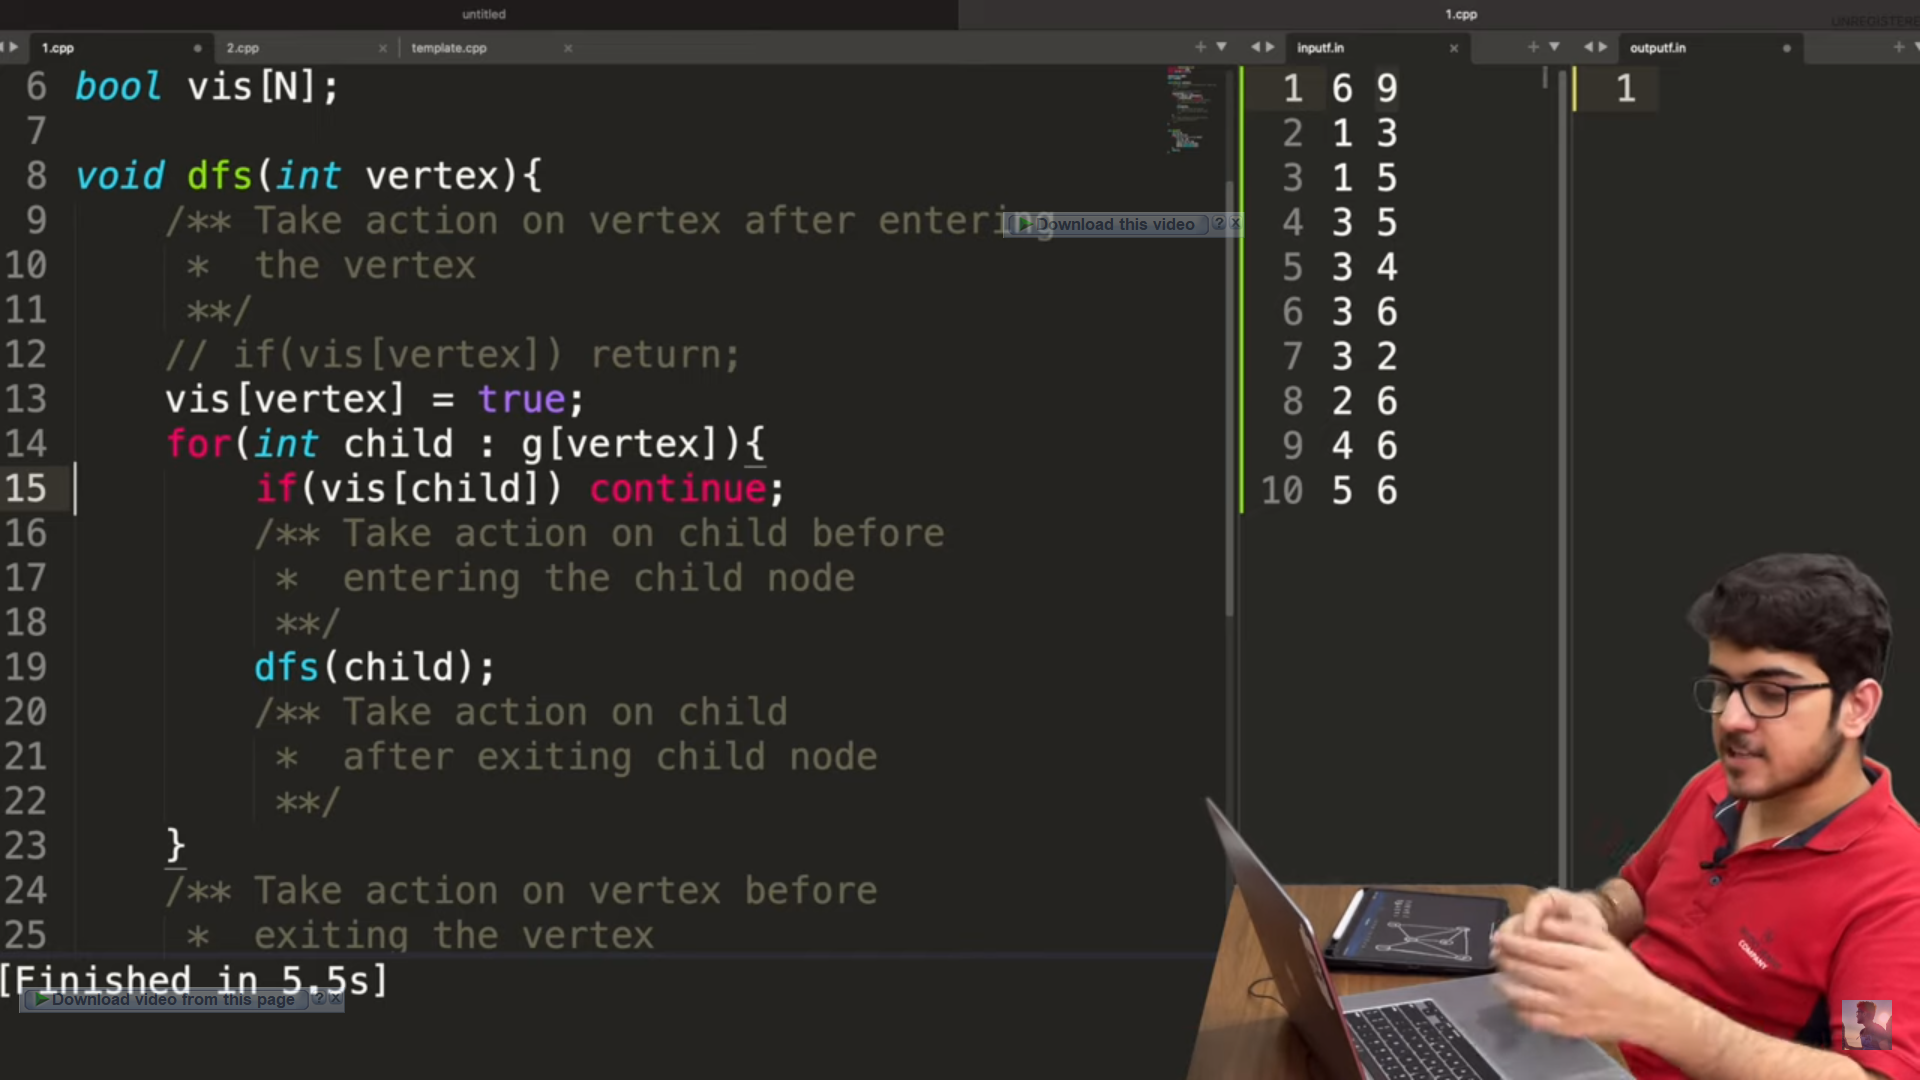 untitled
1.cpp
UNREGISTERE
1.cpp
2.cpp
template.cpp
inputf.in
outputf.in
6 bool vis[N];
7
8 void dfs(int vertex){
9 /** Take action on vertex after entering
10 * the vertex
11 **/
12 // if(vis[vertex]) return;
13 vis[vertex] = true;
14 for(int child : g[vertex]){
15 if(vis[child]) continue;
16 /** Take action on child before
17 * entering the child node
18 **/
19 dfs(child);
20 /** Take action on child
21 * after exiting child node
22 **/
23 }
24 /** Take action on vertex before
25 * exiting the vertex
[Finished in 5.5s]
Download video from this page ? x
Download this video ? x
1 6 9
2 1 3
3 1 5
4 3 5
5 3 4
6 3 6
7 3 2
8 2 6
9 4 6
10 5 6
1
COMPANY